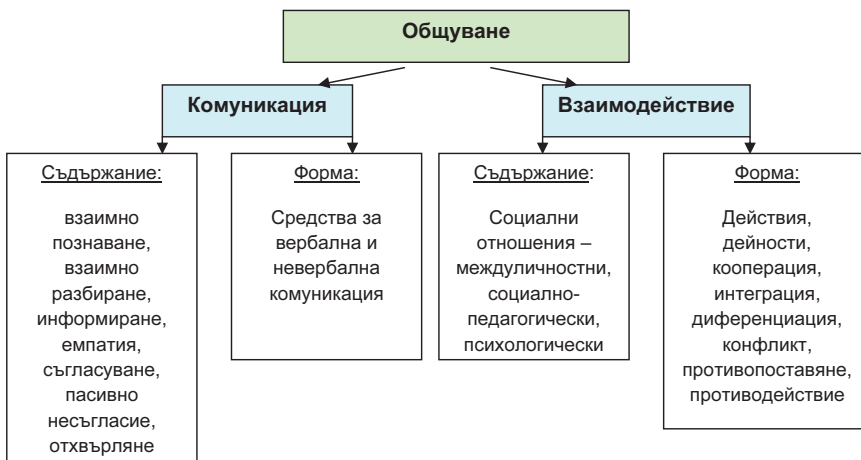 Общуване
Комуникация
Взаимодействие
Съдържание:
взаимно
познаване,
взаимно
разбиране,
информиране,
емпатия,
съгласуване,
пасивно
несъгласие,
отхвърляне
Форма:
Средства за
вербална и
невербална
комуникация
Съдържание:
Социални
отношения –
междуличностни,
социално-
педагогически,
психологически
Форма:
Действия,
дейности,
кооперация,
интеграция,
диференциация,
конфликт,
противопоставяне,
противодействие